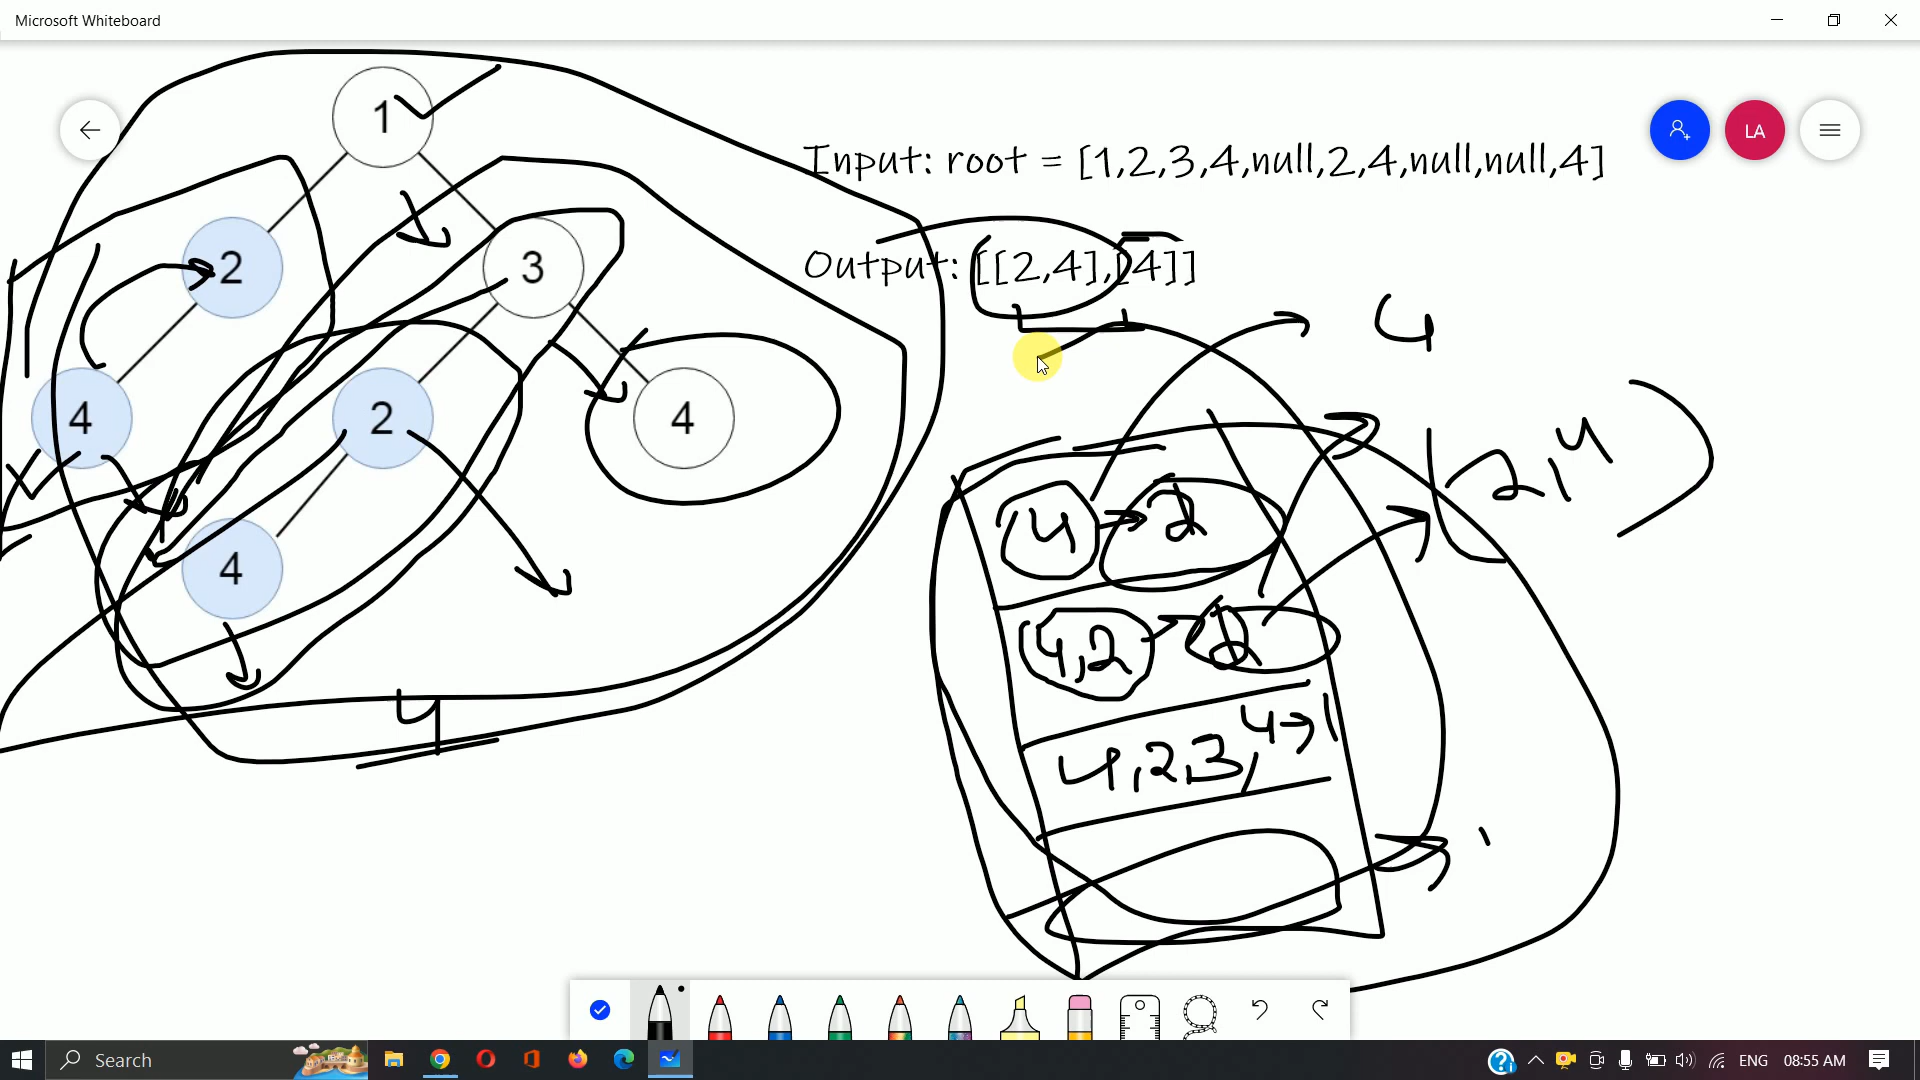 Microsoft Whiteboard
1
LA
Input: root = [1,2,3,4,null,2,4,null,null,4]
2
3
Output: [[2,4],[4]]
4
4
2
4
2,4
4 → 2
4
4,2 → 2
4
4,2,3,4→1
Search
ENG
08:55 AM